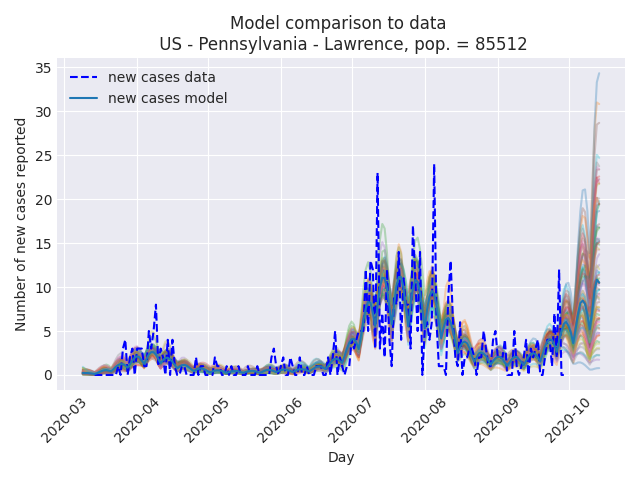 Model comparison to data
US - Pennsylvania - Lawrence, pop. = 85512
35
30
25
20
15
10
5
0
Number of new cases reported
new cases data
new cases model
2020-03
2020-04
2020-05
2020-06
2020-07
2020-08
2020-09
2020-10
Day